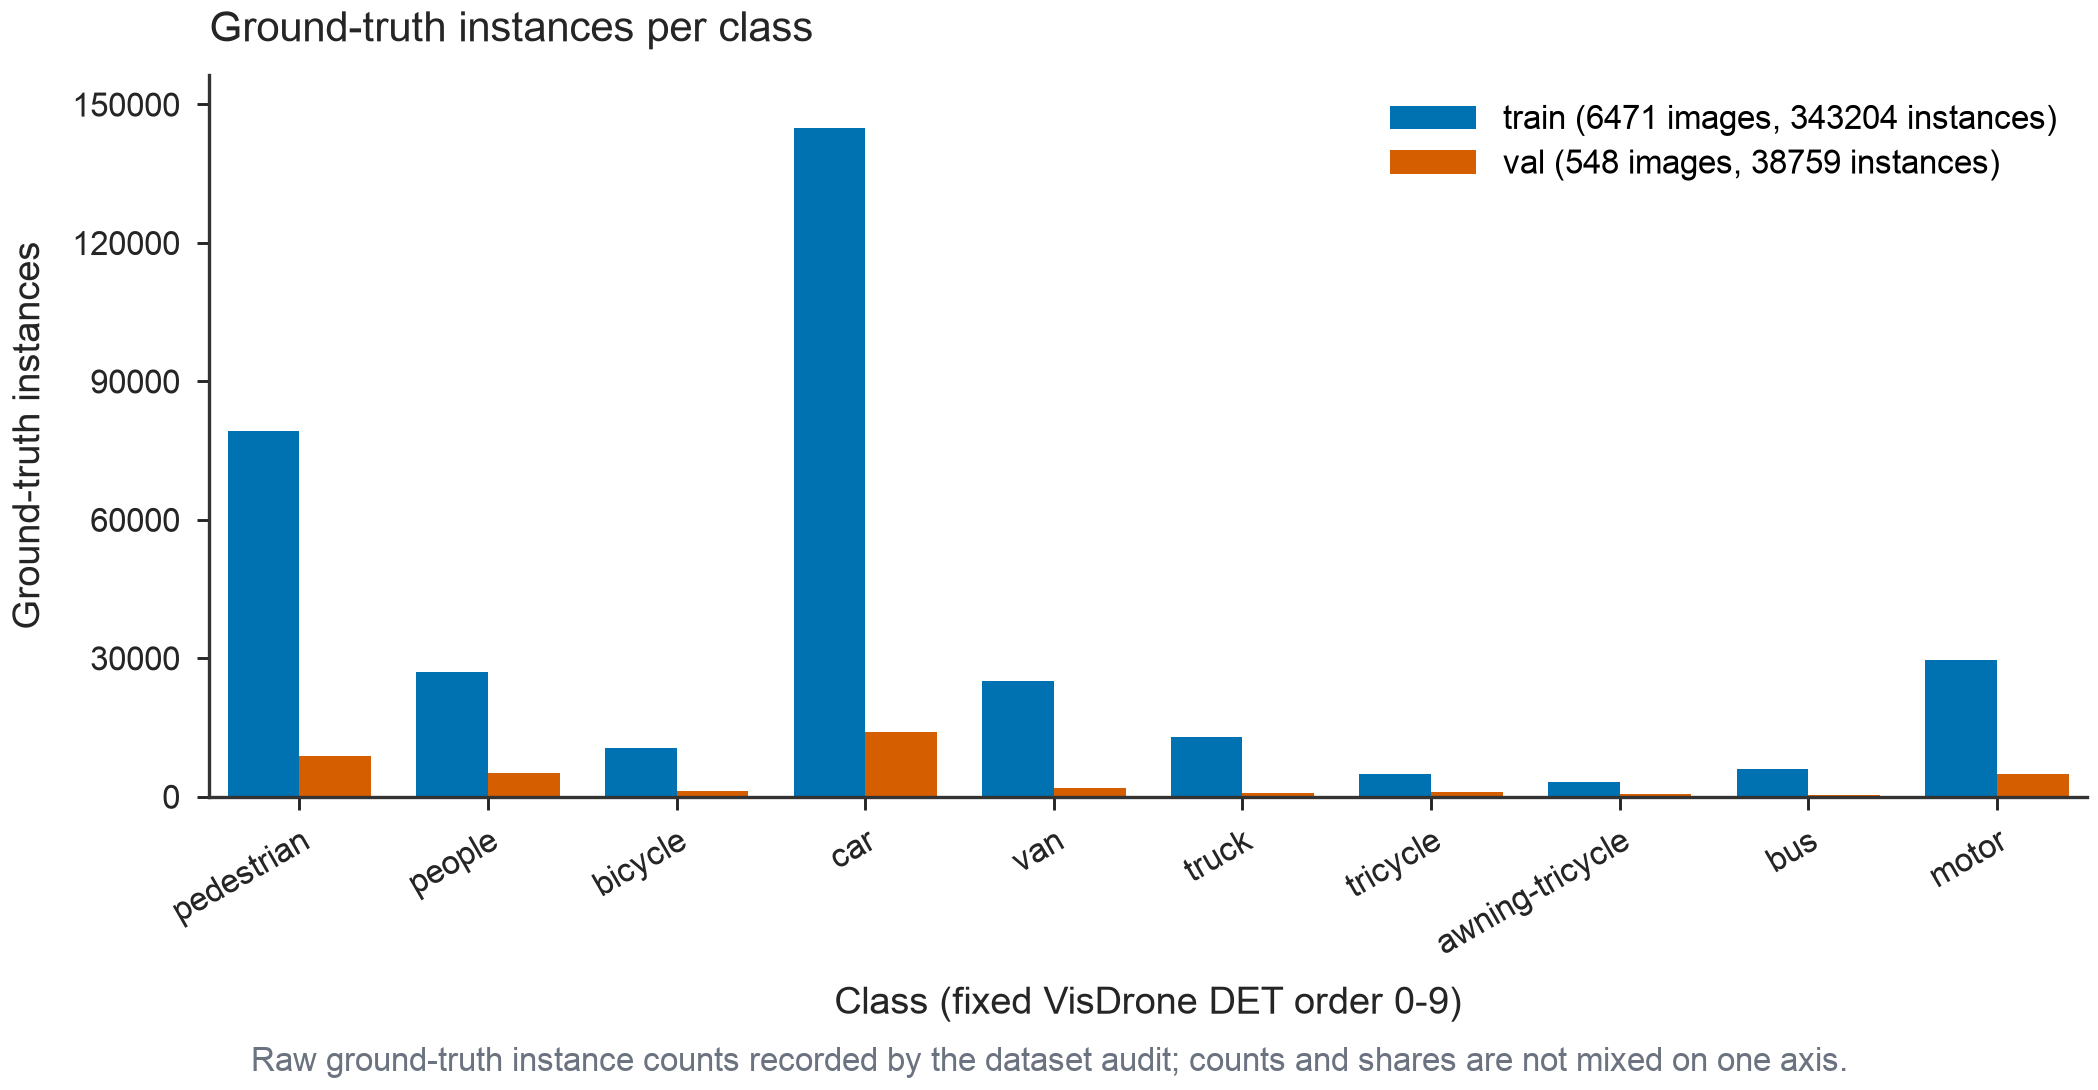 Ground-truth instances per class
150000
120000
90000
60000
30000
0
Ground-truth instances
train (6471 images, 343204 instances)
val (548 images, 38759 instances)
pedestrian
people
bicycle
car
van
truck
tricycle
awning-tricycle
bus
motor
Class (fixed VisDrone DET order 0-9)
Raw ground-truth instance counts recorded by the dataset audit; counts and shares are not mixed on one axis.